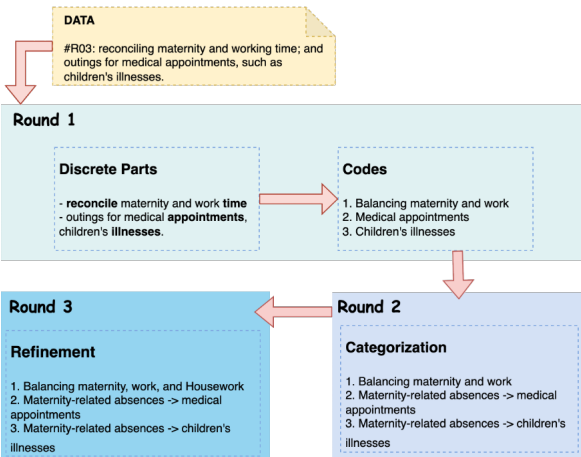 DATA
#R03: reconciling maternity and working time; and
outings for medical appointments, such as
children's illnesses.
Round 1
Discrete Parts
- reconcile maternity and work time
- outings for medical appointments,
children's illnesses.
Codes
1. Balancing maternity and work
2. Medical appointments
3. Children's illnesses
Round 2
Categorization
1. Balancing maternity and work
2. Maternity-related absences -> medical
appointments
3. Maternity-related absences -> children's
illnesses
Round 3
Refinement
1. Balancing maternity, work, and Housework
2. Maternity-related absences -> medical
appointments
3. Maternity-related absences -> children's
illnesses